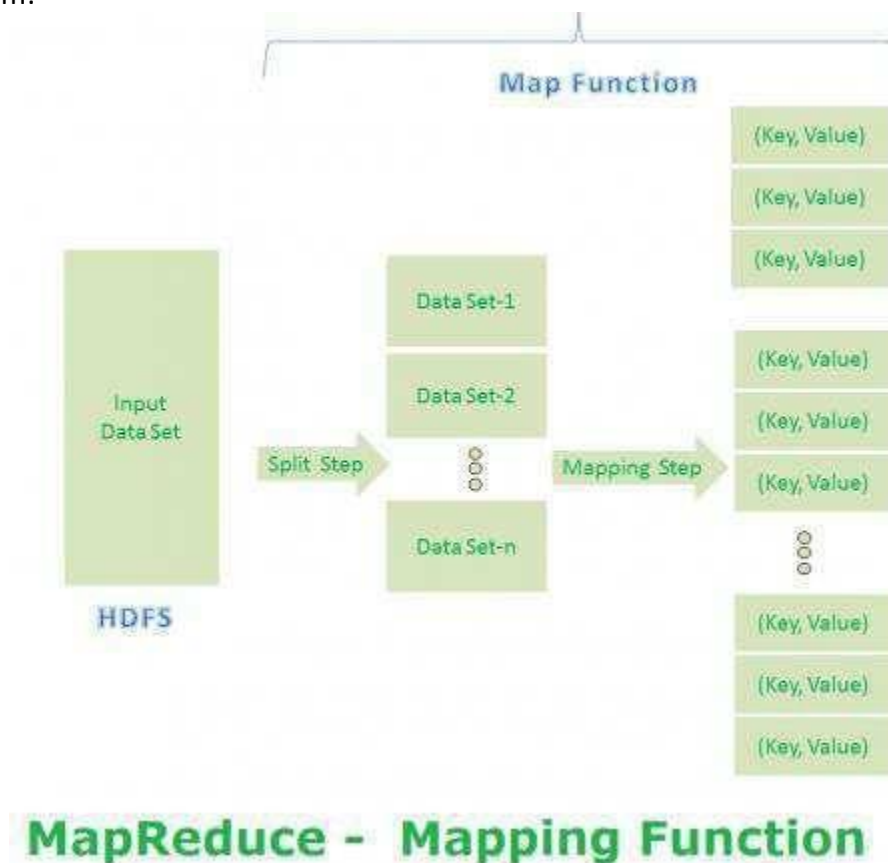 Map Function
(Key, Value)
(Key, Value)
(Key, Value)
Input
Data Set
HDFS
Split Step
Data Set-1
Data Set-2
Data Set-n
Mapping Step
(Key, Value)
(Key, Value)
(Key, Value)
(Key, Value)
(Key, Value)
(Key, Value)
MapReduce - Mapping Function